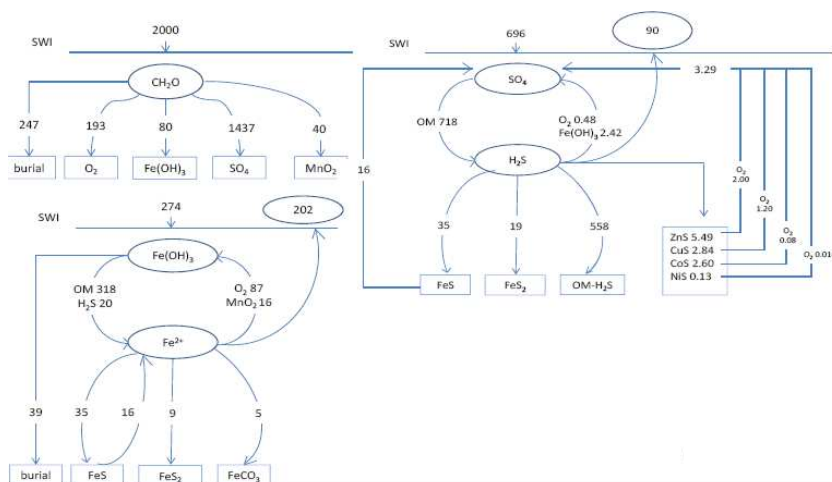 SWI
2000
CH₂O
247
193
80
1437
40
burial
O₂
Fe(OH)₃
SO₄
MnO₂
SWI
274
202
Fe(OH)₃
OM 318
H₂S 20
O₂ 87
MnO₂ 16
Fe²⁺
39
35
16
9
5
burial
FeS
FeS₂
FeCO₃
SWI
696
90
SO₄
3.29
OM 718
O₂ 0.48
Fe(OH)₃ 2.42
H₂S
16
35
19
558
O₂
2.00
O₂
1.20
O₂
0.08
O₂ 0.01
ZnS 5.49
CuS 2.84
CoS 2.60
NiS 0.13
FeS
FeS₂
OM-H₂S